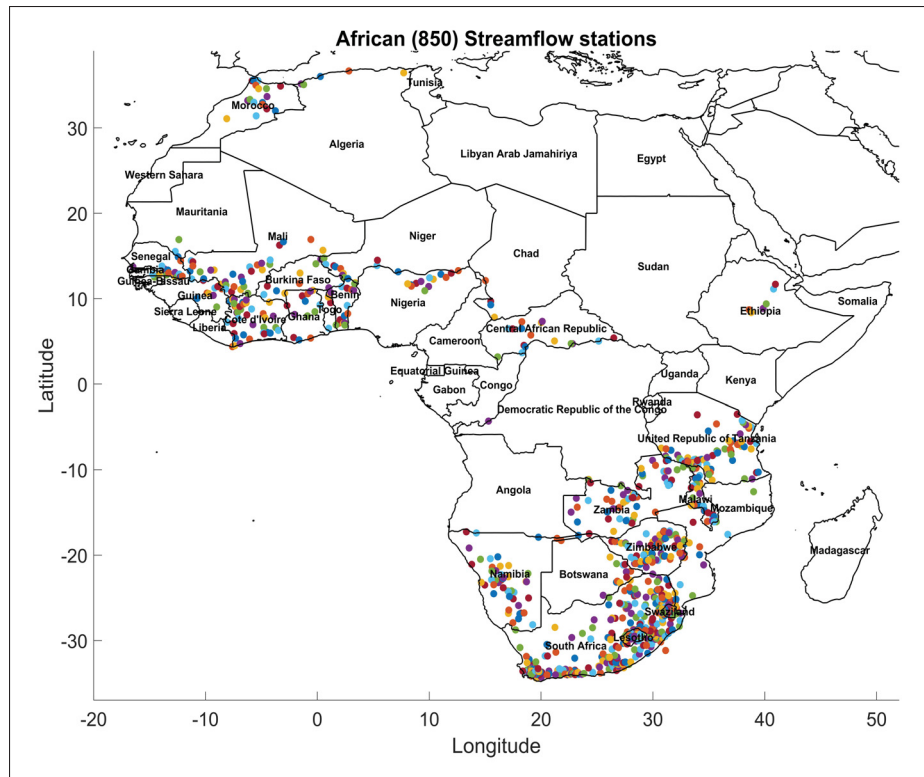 African (850) Streamflow stations
Tunisia
Morocco
Algeria
Libyan Arab Jamahiriya
Egypt
Western Sahara
Mauritania
Mali
Niger
Chad
Sudan
Senegal
Gambia
Guinea-Bissau
Guinea
Burkina Faso
Benin
Nigeria
Sierra Leone
Cote d'Ivoire
Ghana
Togo
Liberia
Ethiopia
Somalia
Central African Republic
Cameroon
Equatorial Guinea
Gabon
Congo
Uganda
Kenya
Rwanda
Democratic Republic of the Congo
United Republic of Tanzania
Angola
Zambia
Malawi
Mozambique
Madagascar
Zimbabwe
Namibia
Botswana
Swaziland
Lesotho
South Africa
30
20
10
0
-10
-20
-30
Latitude
-20
-10
0
10
20
30
40
50
Longitude